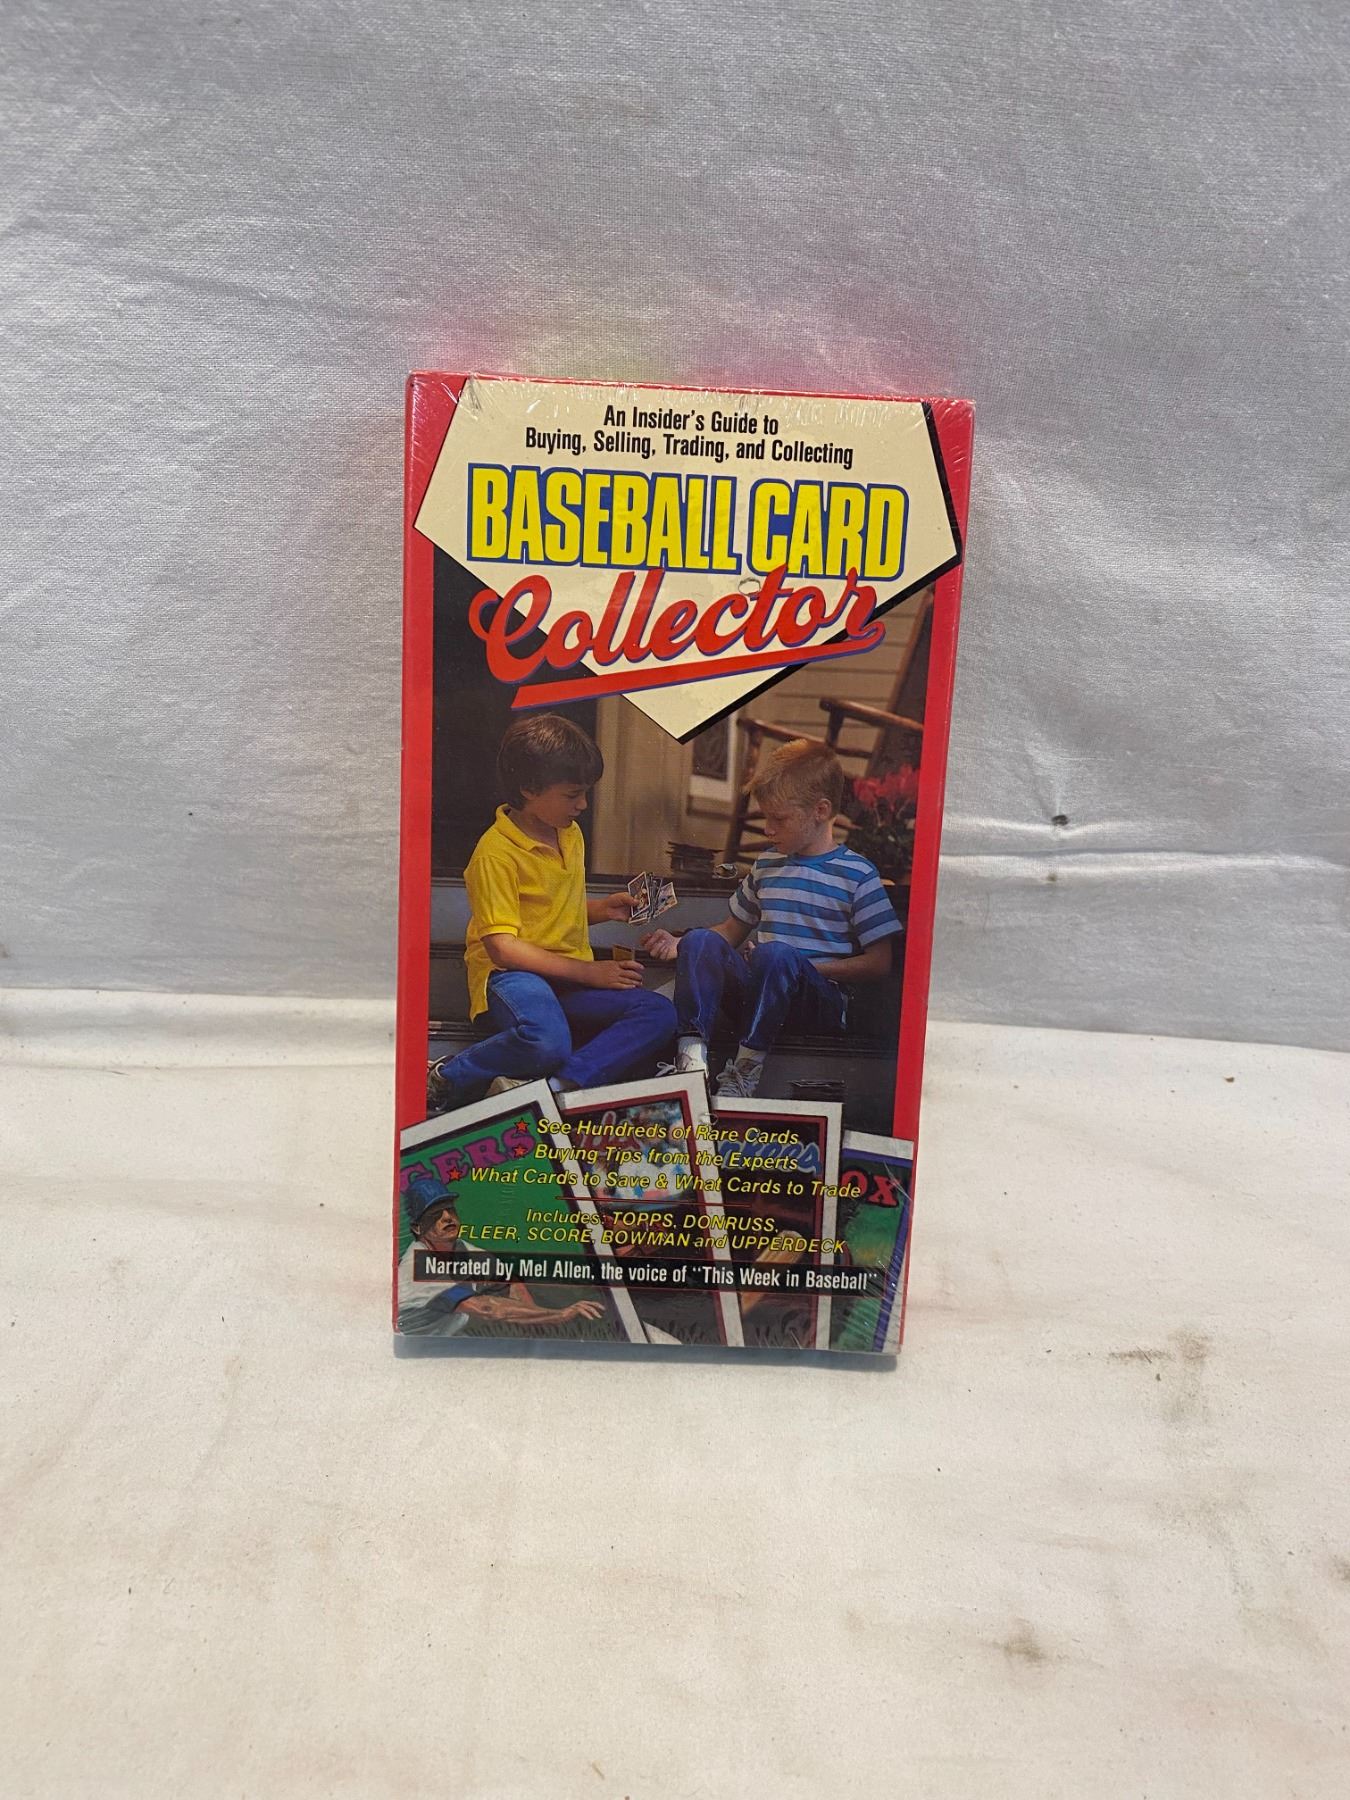 An Insider's Guide to
Buying, Selling, Trading, and Collecting
BASEBALL CARD
Collector
See Hundreds of Rare Cards
Buying Tips from the Experts
What Cards to Save & What Cards to Trade
Includes: TOPPS, DONRUSS,
FLEER, SCORE, BOWMAN and UPPERDECK
Narrated by Mel Allen, the voice of "This Week in Baseball"
GERS
OX